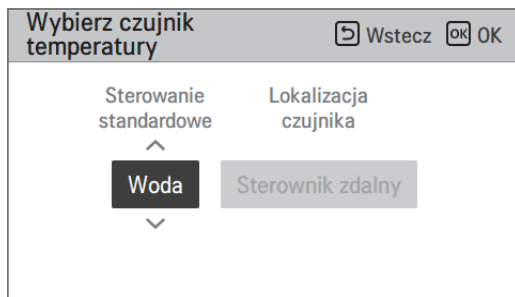 Wybierz czujnik
temperatury
Wstecz OK OK
Sterowanie
standardowe
Lokalizacja
czujnika
Woda
Sterownik zdalny